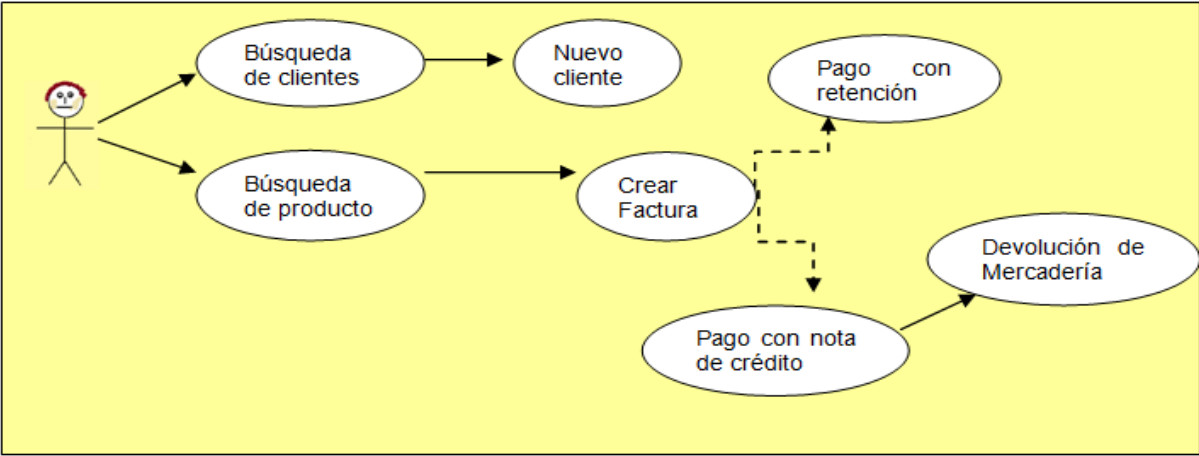 Búsqueda
de clientes
Nuevo
cliente
Pago con
retención
Búsqueda
de producto
Crear
Factura
Devolución de
Mercadería
Pago con nota
de crédito